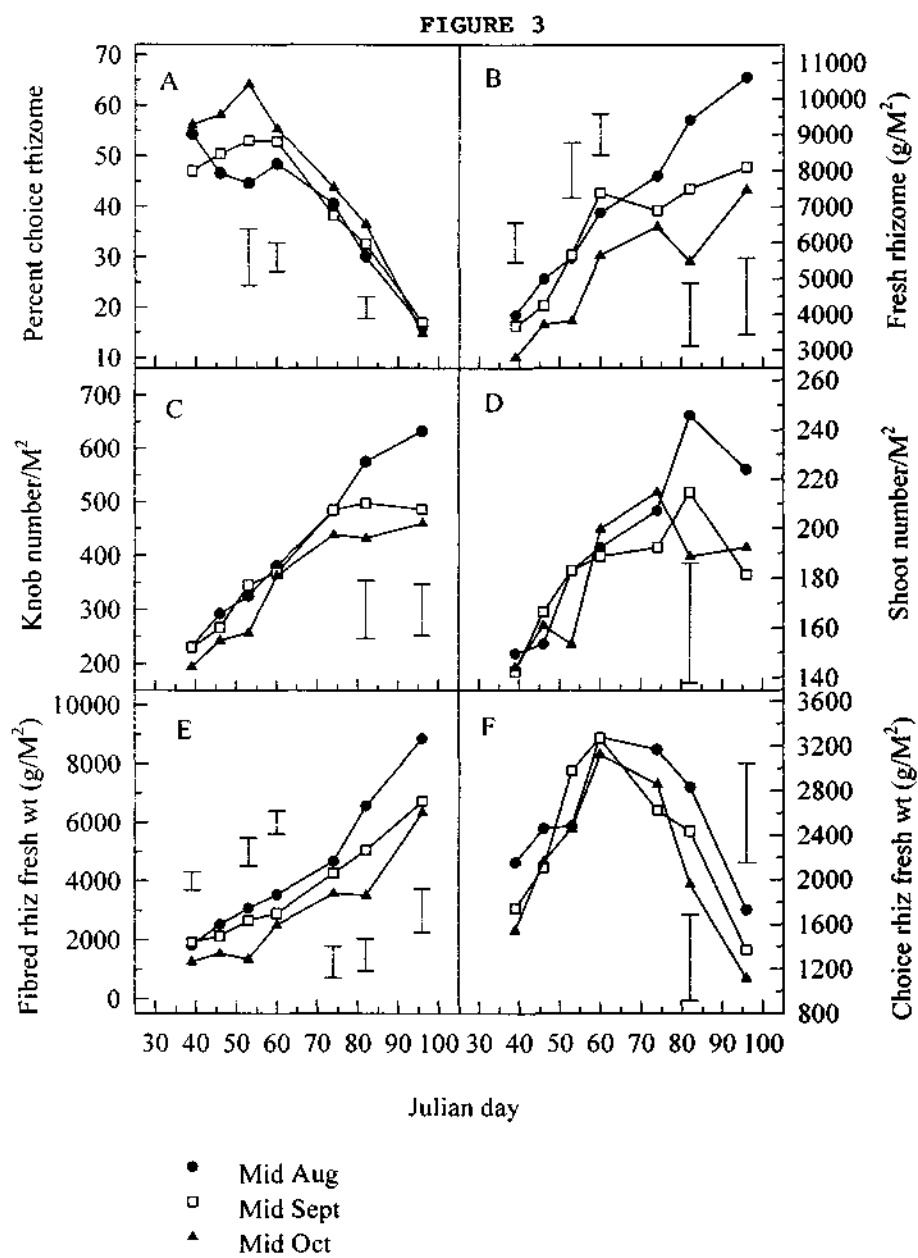 FIGURE 3
A
B
C
D
E
F
Percent choice rhizome
70
60
50
40
30
20
10
Fresh rhizome (g/M²)
11000
10000
9000
8000
7000
6000
5000
4000
3000
Knob number/M²
700
600
500
400
300
200
Shoot number/M²
260
240
220
200
180
160
140
Fibred rhiz fresh wt (g/M²)
10000
8000
6000
4000
2000
0
Choice rhiz fresh wt (g/M²)
3600
3200
2800
2400
2000
1600
1200
800
30 40 50 60 70 80 90 100 30 40 50 60 70 80 90 100
Julian day
Mid Aug
Mid Sept
Mid Oct